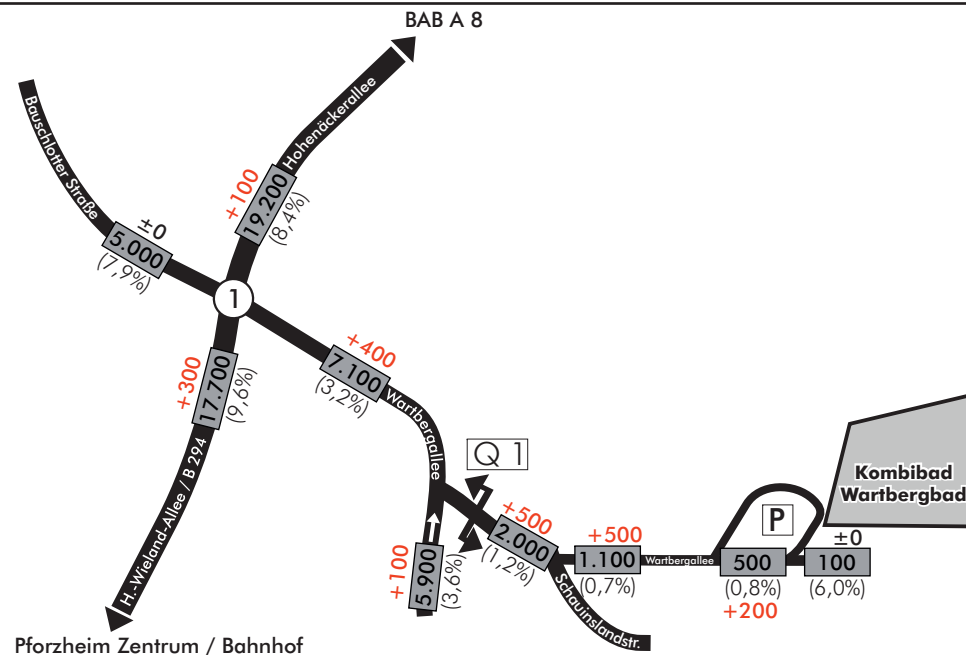 BAB A 8
Bauschlotter Straße
Hohenäckerallee
+100
19.200
(8,4%)
±0
5.000
(7,9%)
1
+300
17.700
(9,6%)
+400
7.100
(3,2%)
Wartbergallee
H.-Wieland-Allee / B 294
Q 1
+100
5.900
(3,6%)
+500
2.000
(1,2%)
Schauinslandstr.
+500
1.100
(0,7%)
Wartbergallee
P
500
(0,8%)
+200
±0
100
(6,0%)
Kombibad
Wartbergbad
Pforzheim Zentrum / Bahnhof